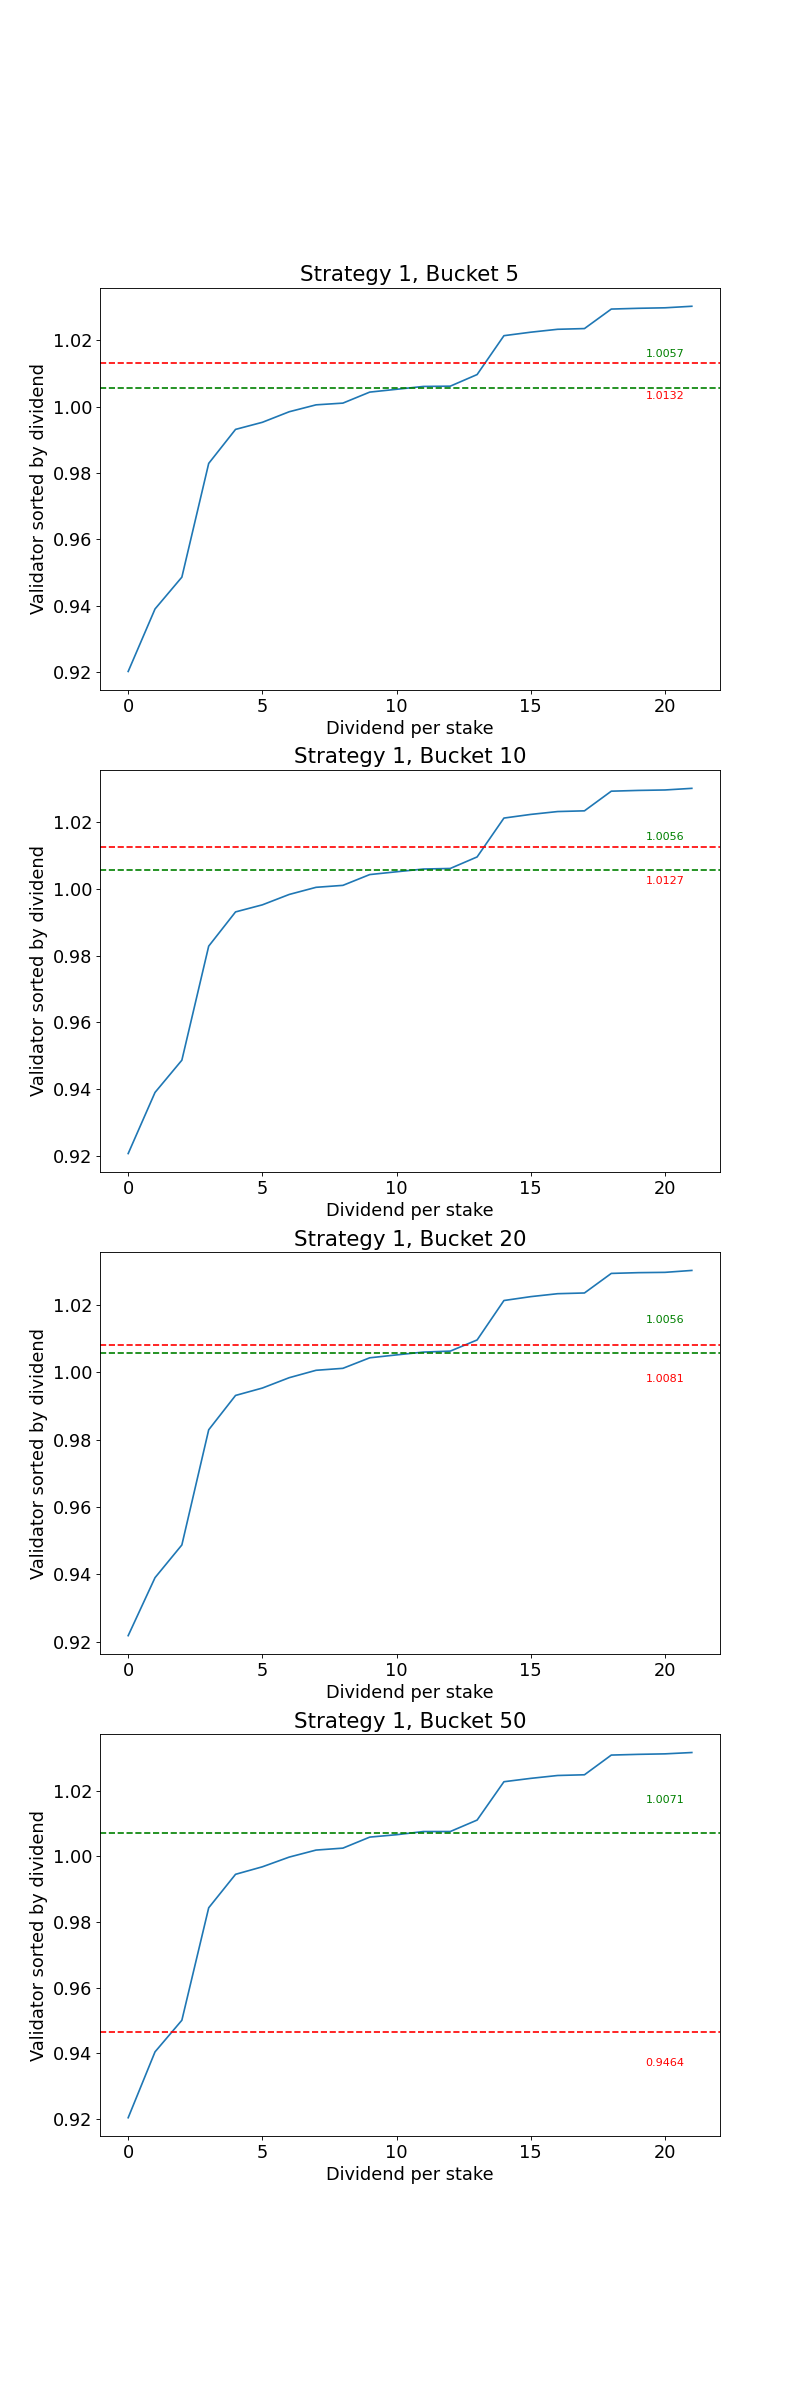 Strategy 1, Bucket 5
Validator sorted by dividend
1.02
1.00
0.98
0.96
0.94
0.92
1.0057
1.0132
0 5 10 15 20
Dividend per stake
Strategy 1, Bucket 10
Validator sorted by dividend
1.02
1.00
0.98
0.96
0.94
0.92
1.0056
1.0127
0 5 10 15 20
Dividend per stake
Strategy 1, Bucket 20
Validator sorted by dividend
1.02
1.00
0.98
0.96
0.94
0.92
1.0056
1.0081
0 5 10 15 20
Dividend per stake
Strategy 1, Bucket 50
Validator sorted by dividend
1.02
1.00
0.98
0.96
0.94
0.92
1.0071
0.9464
0 5 10 15 20
Dividend per stake